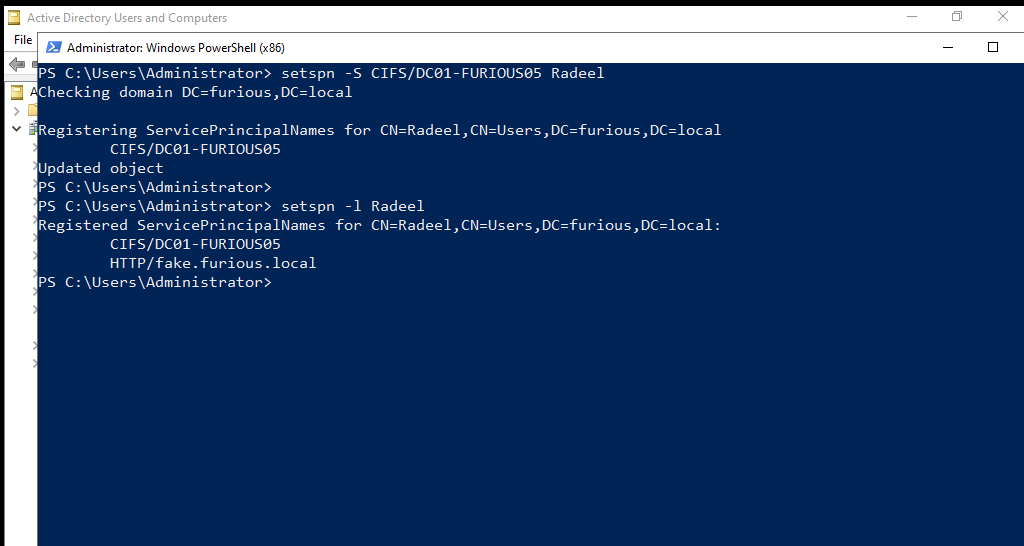 Active Directory Users and Computers
File
Administrator: Windows PowerShell (x86)
PS C:\Users\Administrator> setspn -S CIFS/DC01-FURIOUS05 Radeel
Checking domain DC=furious,DC=local
Registering ServicePrincipalNames for CN=Radeel,CN=Users,DC=furious,DC=local
CIFS/DC01-FURIOUS05
Updated object
PS C:\Users\Administrator>
PS C:\Users\Administrator> setspn -l Radeel
Registered ServicePrincipalNames for CN=Radeel,CN=Users,DC=furious,DC=local:
CIFS/DC01-FURIOUS05
HTTP/fake.furious.local
PS C:\Users\Administrator>